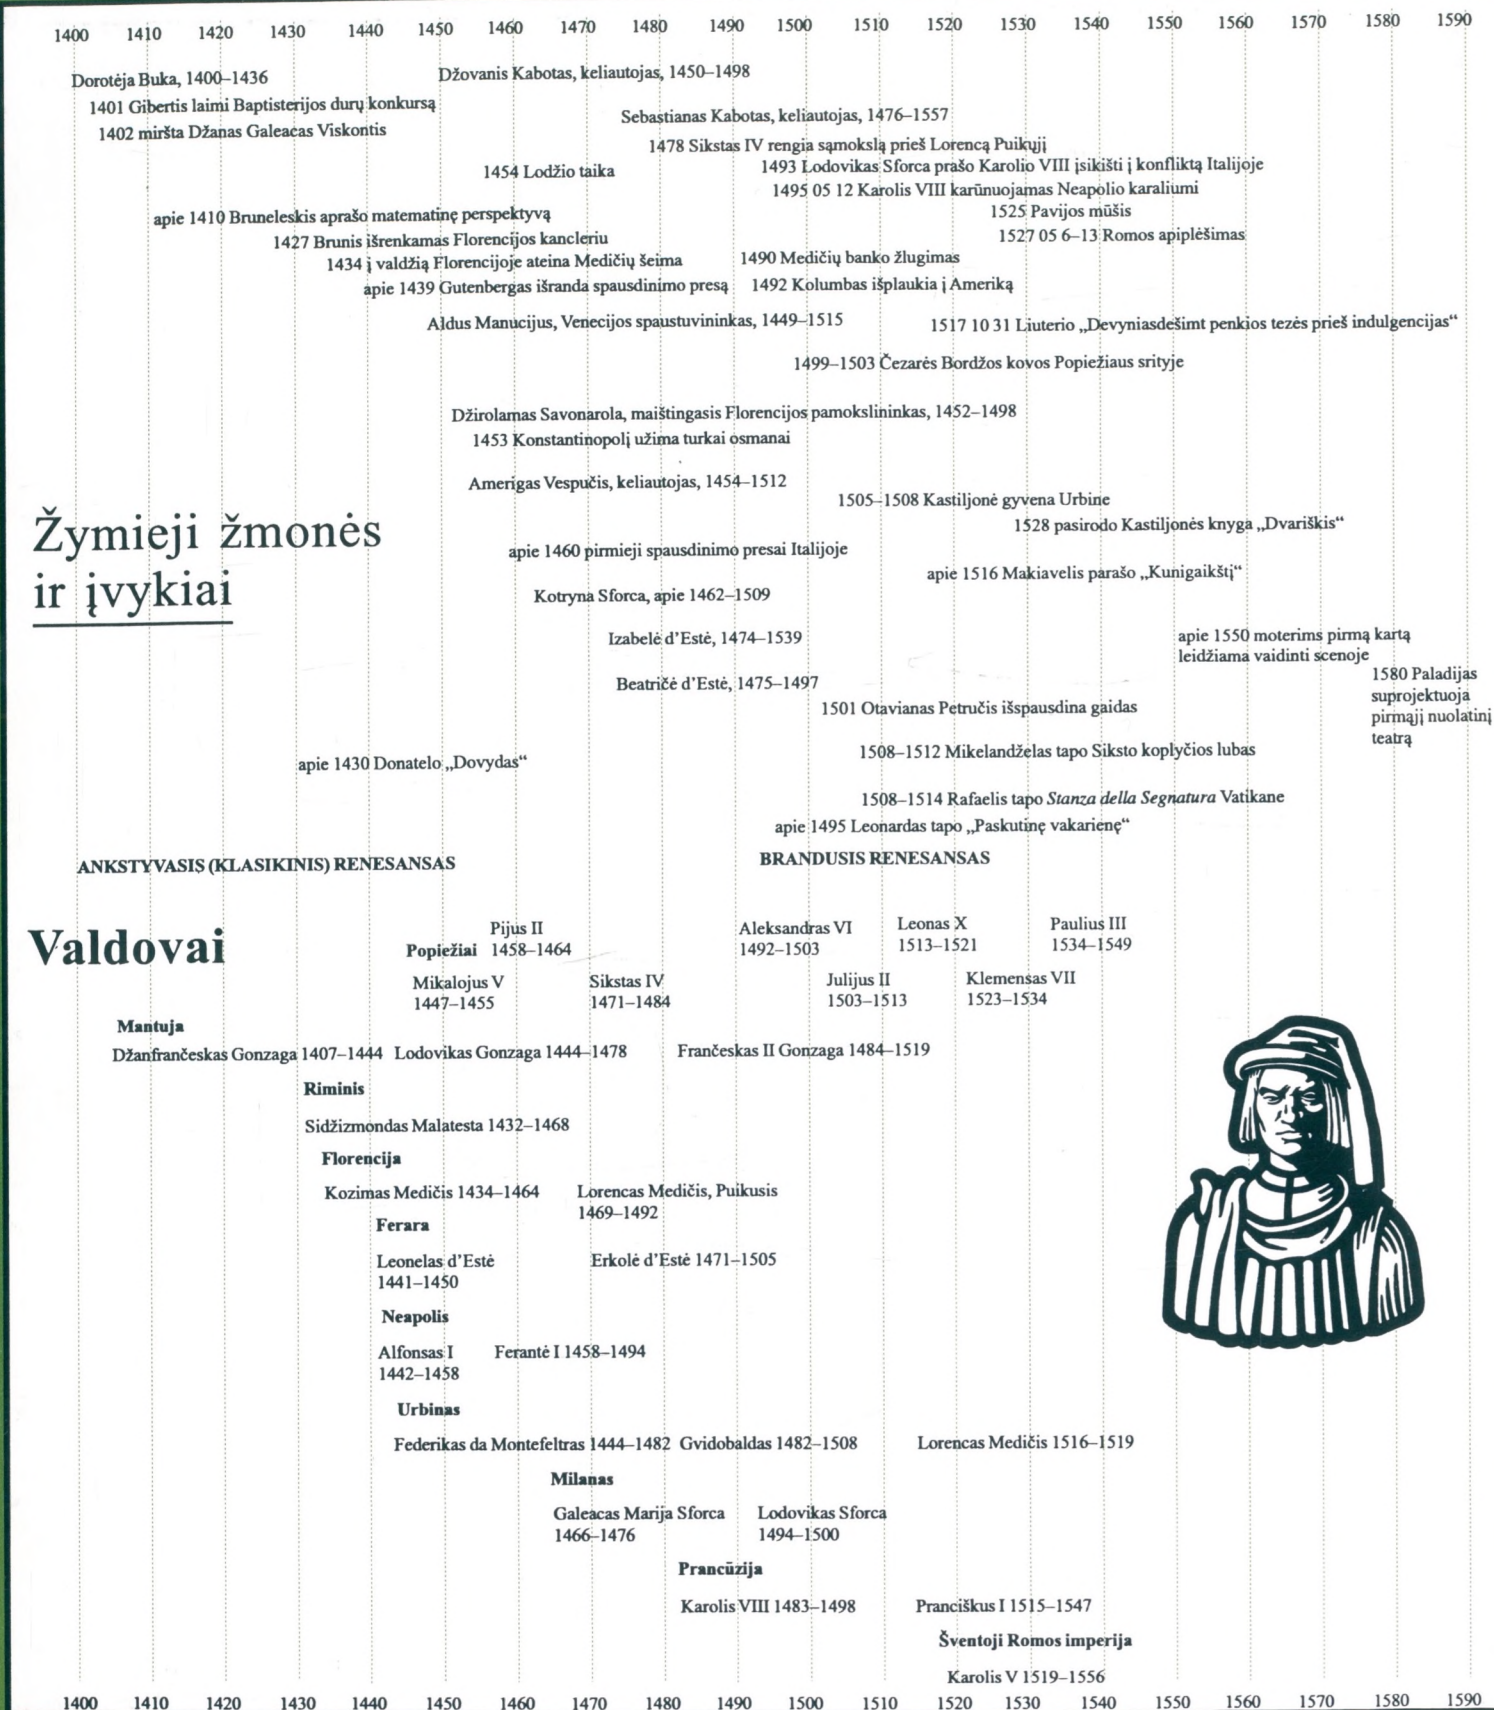 1400 1410 1420 1430 1440 1450 1460 1470 1480 1490 1500 1510 1520 1530 1540 1550 1560 1570 1580 1590
Dorotėja Buka, 1400–1436
Džovanis Kabotas, keliautojas, 1450–1498
1401 Gibertis laimi Baptisterijos durų konkursą
Sebastianas Kabotas, keliautojas, 1476–1557
1402 miršta Džanas Galeacas Viskontis
1478 Sikstas IV rengia sąmokslą prieš Lorencą Puikųjį
1454 Lodžio taika
1493 Lodovikas Sforca prašo Karolio VIII įsikišti į konfliktą Italijoje
1495 05 12 Karolis VIII karūnuojamas Neapolio karaliumi
apie 1410 Bruneleskis aprašo matematinę perspektyvą
1525 Pavijos mūšis
1427 Brunis išrenkamas Florencijos kancleriu
1527 05 6–13 Romos apiplėšimas
1434 į valdžią Florencijoje ateina Medičių šeima
1490 Medičių banko žlugimas
apie 1439 Gutenbergas išranda spausdinimo presą
1492 Kolumbas išplaukia į Ameriką
Aldus Manucijus, Venecijos spaustuvininkas, 1449–1515
1517 10 31 Liuterio „Devyniasdešimt penkios tezės prieš indulgencijas“
1499–1503 Čezarės Bordžos kovos Popiežiaus srityje
Džirolamas Savonarola, maištingasis Florencijos pamokslininkas, 1452–1498
1453 Konstantinopolį užima turkai osmanai
Amerigas Vespučis, keliautojas, 1454–1512
1505–1508 Kastiljonė gyvena Urbine
Žymieji žmonės
ir įvykiai
1528 pasirodo Kastiljonės knyga „Dvariškis“
apie 1460 pirmieji spausdinimo presai Italijoje
apie 1516 Makiavelis parašo „Kunigaikštį“
Kotryna Sforca, apie 1462–1509
Izabelė d’Estė, 1474–1539
apie 1550 moterims pirmą kartą
leidžiama vaidinti scenoje
Beatričė d’Estė, 1475–1497
1580 Paladijas
suprojektuoja
pirmąjį nuolatinį
teatrą
1501 Otavianas Petručis išspausdina gaidas
apie 1430 Donatelo „Dovydas“
1508–1512 Mikelandželas tapo Siksto koplyčios lubas
1508–1514 Rafaelis tapo Stanza della Segnatura Vatikane
apie 1495 Leonardas tapo „Paskutinę vakarienę“
ANKSTYVASIS (KLASIKINIS) RENESANSAS
BRANDUSIS RENESANSAS
Valdovai
Popiežiai
Pijus II
1458–1464
Aleksandras VI
1492–1503
Leonas X
1513–1521
Paulius III
1534–1549
Mikalojus V
1447–1455
Sikstas IV
1471–1484
Julijus II
1503–1513
Klemensas VII
1523–1534
Mantuja
Džanfrančeskas Gonzaga 1407–1444
Lodovikas Gonzaga 1444–1478
Frančeskas II Gonzaga 1484–1519
Riminis
Sidžizmondas Malatesta 1432–1468
Florencija
Kozimas Medičis 1434–1464
Lorencas Medičis, Puikusis
1469–1492
Ferara
Leonelas d’Estė
1441–1450
Erkolė d’Estė 1471–1505
Neapolis
Alfonsas I
1442–1458
Ferantė I 1458–1494
Urbinas
Federikas da Montefeltras 1444–1482
Gvidobaldas 1482–1508
Lorencas Medičis 1516–1519
Milanas
Galeacas Marija Sforca
1466–1476
Lodovikas Sforca
1494–1500
Prancūzija
Karolis VIII 1483–1498
Pranciškus I 1515–1547
Šventoji Romos imperija
Karolis V 1519–1556
1400 1410 1420 1430 1440 1450 1460 1470 1480 1490 1500 1510 1520 1530 1540 1550 1560 1570 1580 1590